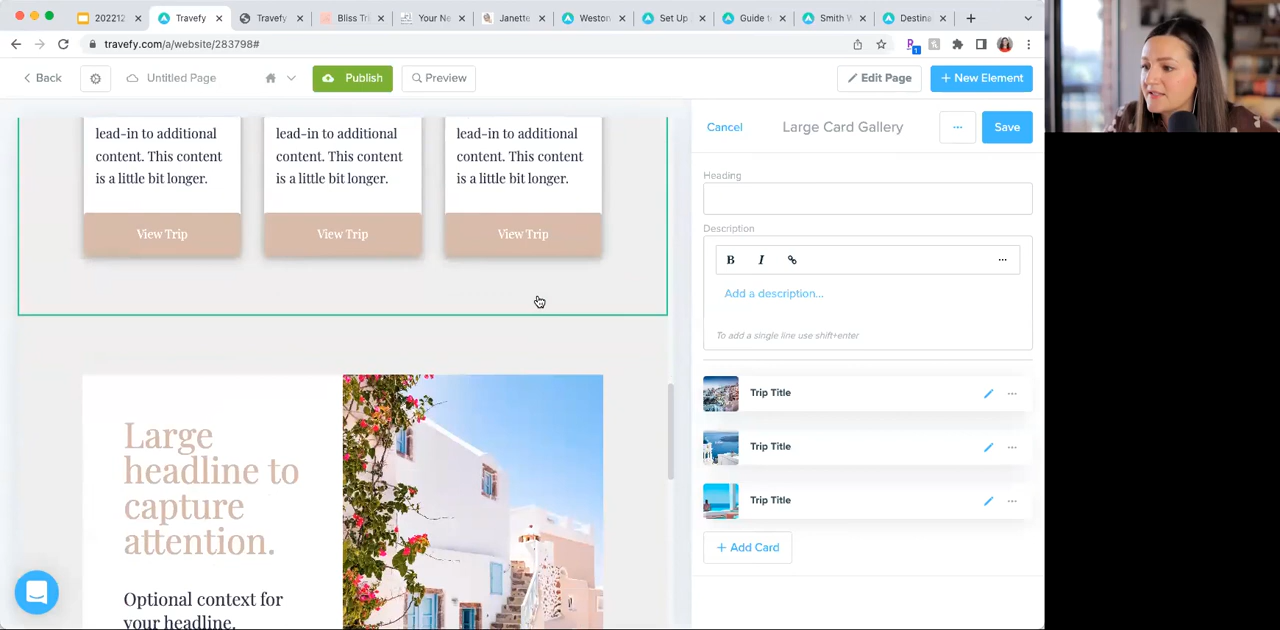 202212
Travefy
Travefy
Bliss Tri
Your Ne
Janette
Weston
Set Up
Guide to
Smith W
Destina
travefy.com/a/website/283798#
1
Back
Untitled Page
Publish
Preview
Edit Page
+ New Element
Cancel
Large Card Gallery
...
Save
Heading
Description
B I
...
Add a description...
To add a single line use shift+enter
Trip Title
...
Trip Title
...
Trip Title
...
+ Add Card
lead-in to additional
content. This content
is a little bit longer.
View Trip
lead-in to additional
content. This content
is a little bit longer.
View Trip
lead-in to additional
content. This content
is a little bit longer.
View Trip
Large
headline to
capture
attention.
Optional context for
your headline.